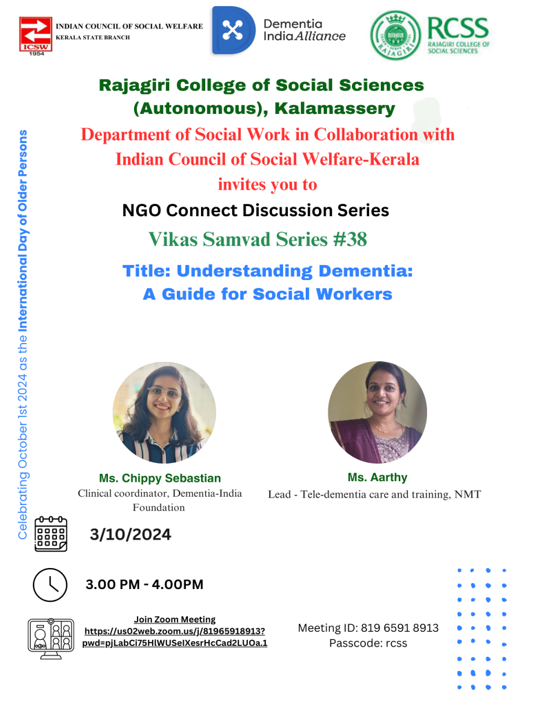 INDIAN COUNCIL OF SOCIAL WELFARE
KERALA STATE BRANCH
ICSW
1954
Dementia
India Alliance
RAJAGIRI
RCSS
RAJAGIRI COLLEGE OF
SOCIAL SCIENCES
Rajagiri College of Social Sciences
(Autonomous), Kalamassery
Department of Social Work in Collaboration with
Indian Council of Social Welfare-Kerala
invites you to
NGO Connect Discussion Series
Vikas Samvad Series #38
Title: Understanding Dementia:
A Guide for Social Workers
Celebrating October 1st 2024 as the International Day of Older Persons
Ms. Chippy Sebastian
Clinical coordinator, Dementia-India
Foundation
Ms. Aarthy
Lead - Tele-dementia care and training, NMT
3/10/2024
3.00 PM - 4.00PM
Join Zoom Meeting
https://us02web.zoom.us/j/81965918913?
pwd=pjLabCi75HlWUSeIXesrHcCad2LUOa.1
Meeting ID: 819 6591 8913
Passcode: rcss